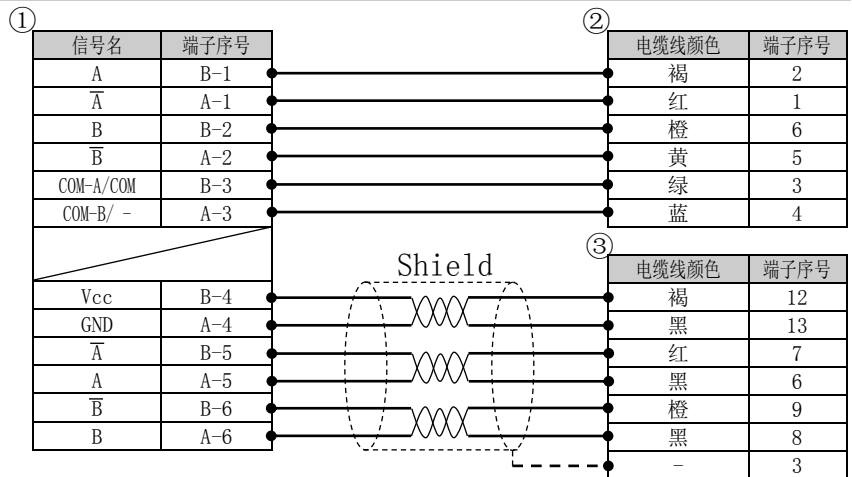 ①
信号名 端子序号
A B-1
A̅ A-1
B B-2
B̅ A-2
COM-A/COM B-3
COM-B/ - A-3
Vcc B-4
GND A-4
A̅ B-5
A A-5
B̅ B-6
B A-6
Shield
②
电缆线颜色 端子序号
褐 2
红 1
橙 6
黄 5
绿 3
蓝 4
③
电缆线颜色 端子序号
褐 12
黑 13
红 7
黑 6
橙 9
黑 8
- 3